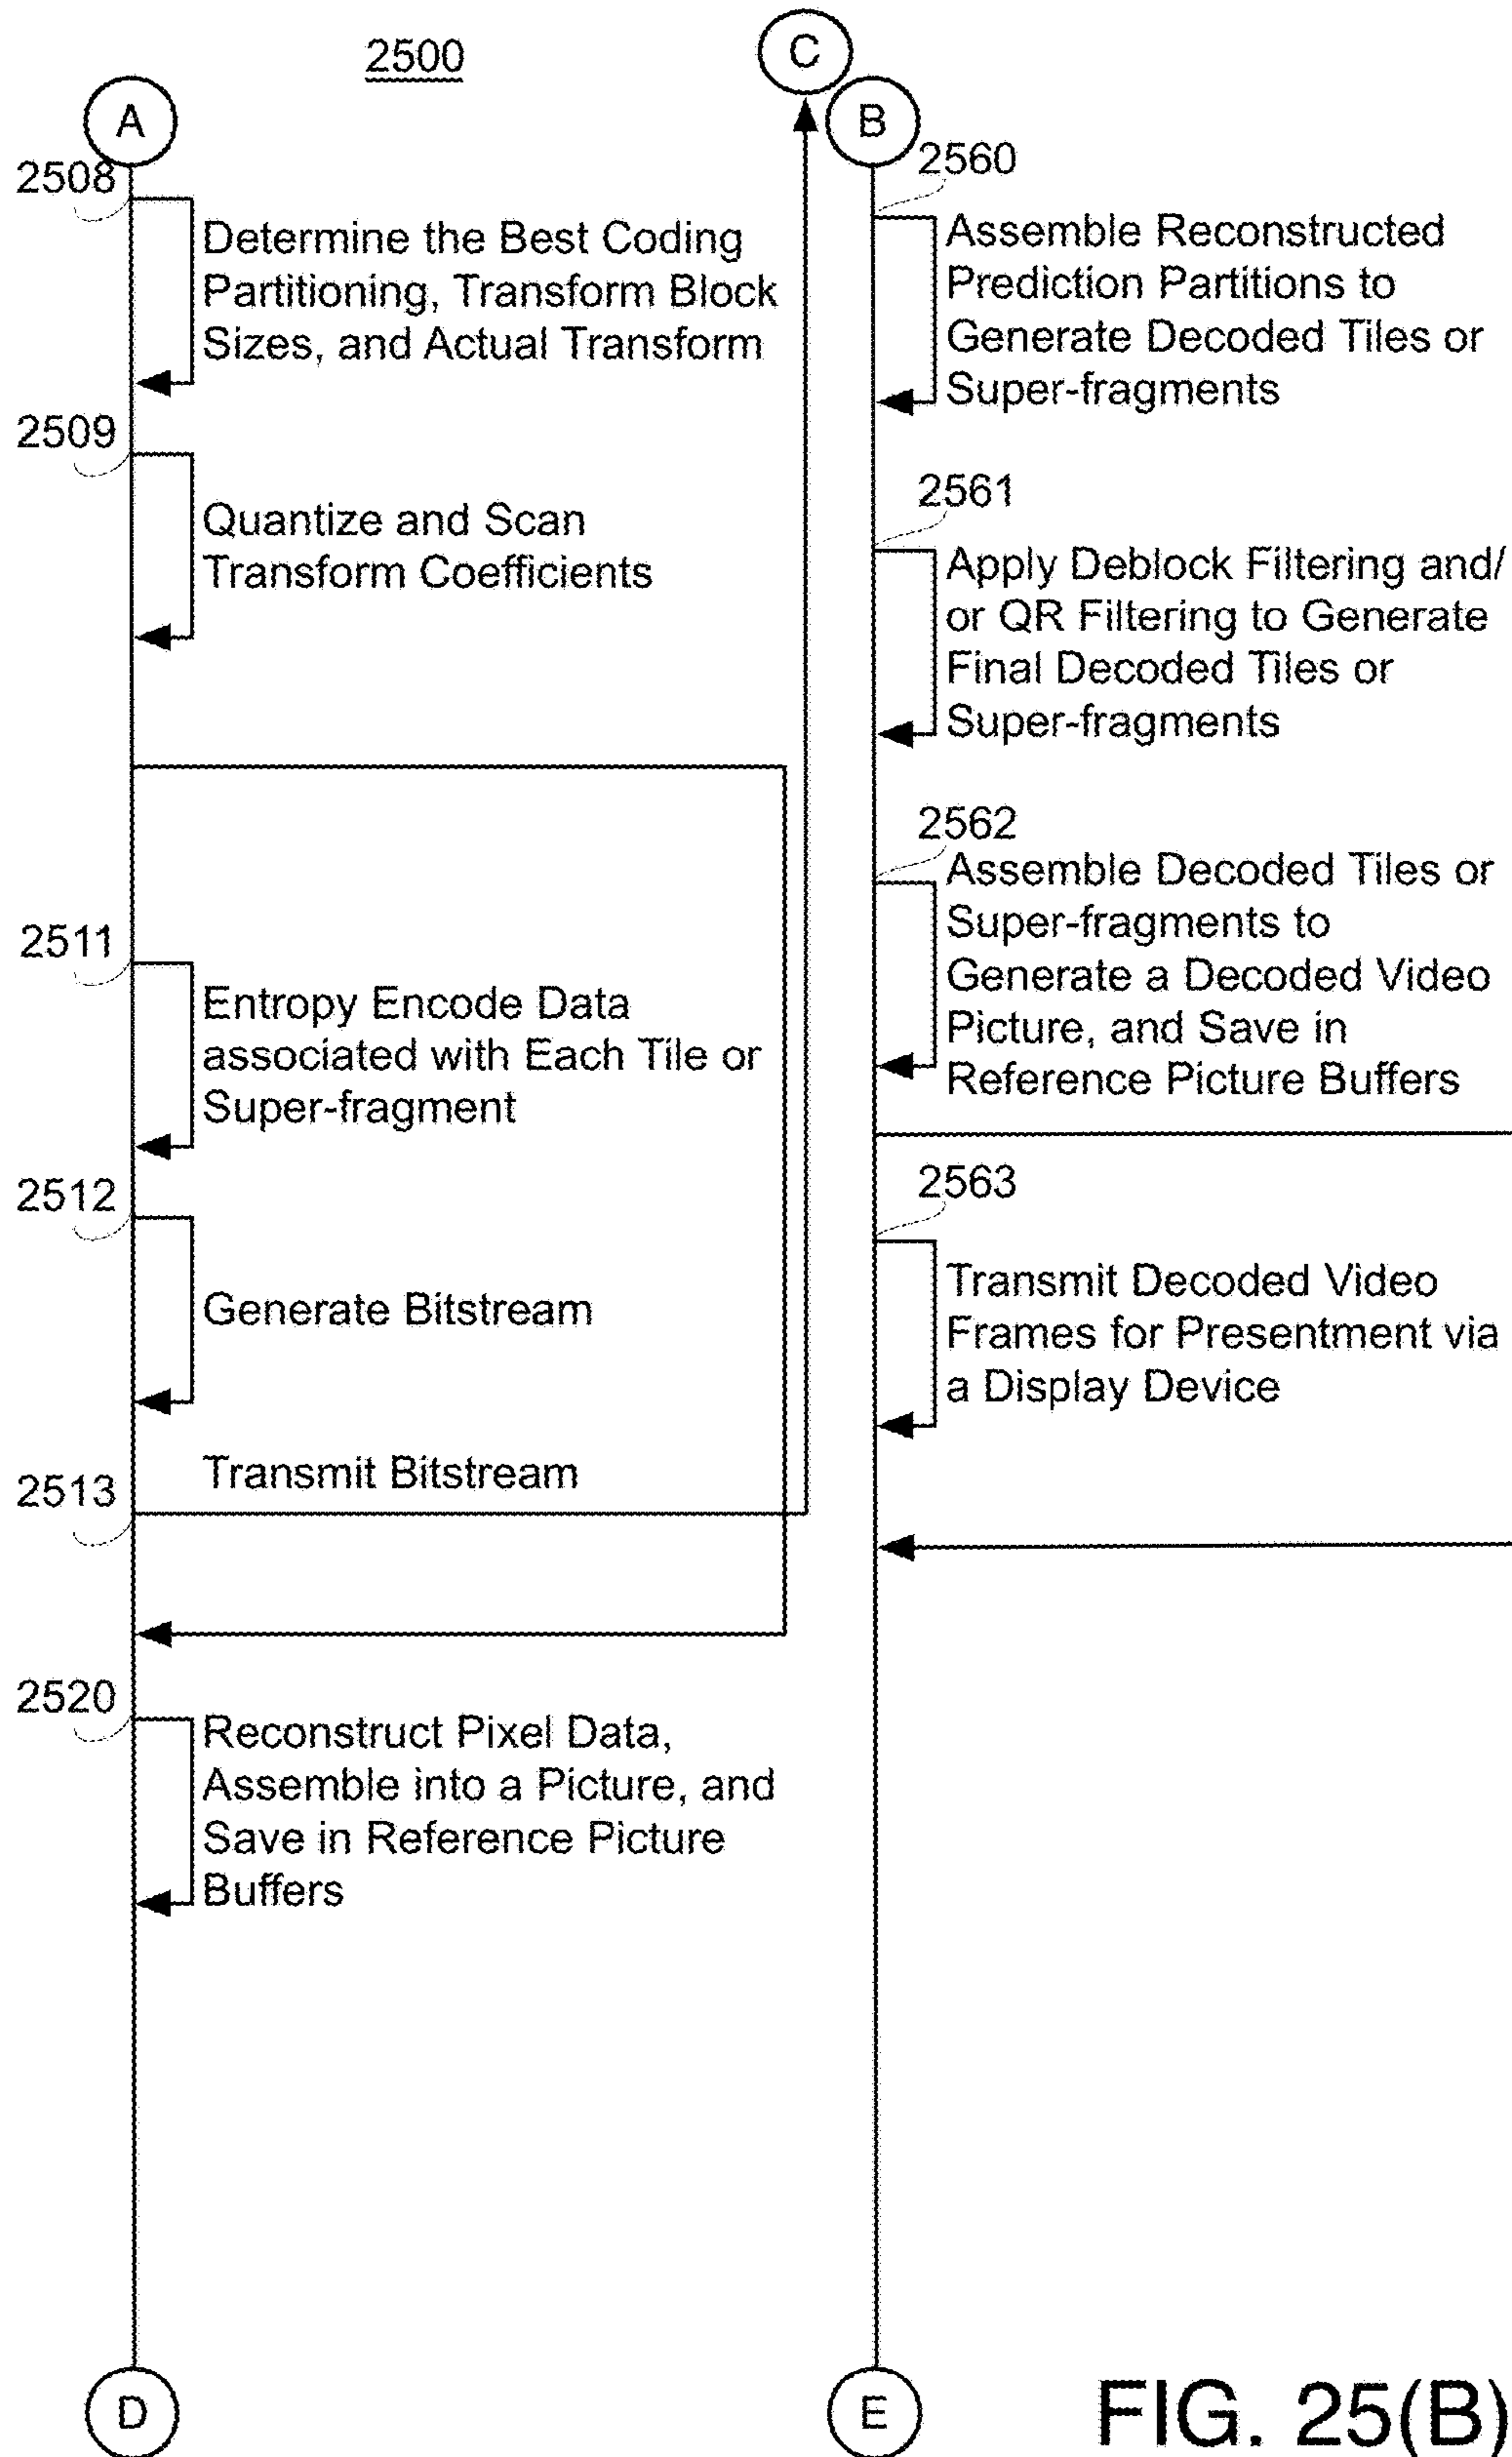 2500
C
A
B
2508
Determine the Best Coding
Partitioning, Transform Block
Sizes, and Actual Transform
2509
Quantize and Scan
Transform Coefficients
2511
Entropy Encode Data
associated with Each Tile or
Super-fragment
2512
Generate Bitstream
Transmit Bitstream
2513
2520
Reconstruct Pixel Data,
Assemble into a Picture, and
Save in Reference Picture
Buffers
D
2560
Assemble Reconstructed
Prediction Partitions to
Generate Decoded Tiles or
Super-fragments
2561
Apply Deblock Filtering and/
or QR Filtering to Generate
Final Decoded Tiles or
Super-fragments
2562
Assemble Decoded Tiles or
Super-fragments to
Generate a Decoded Video
Picture, and Save in
Reference Picture Buffers
2563
Transmit Decoded Video
Frames for Presentment via
a Display Device
E
FIG. 25(B)